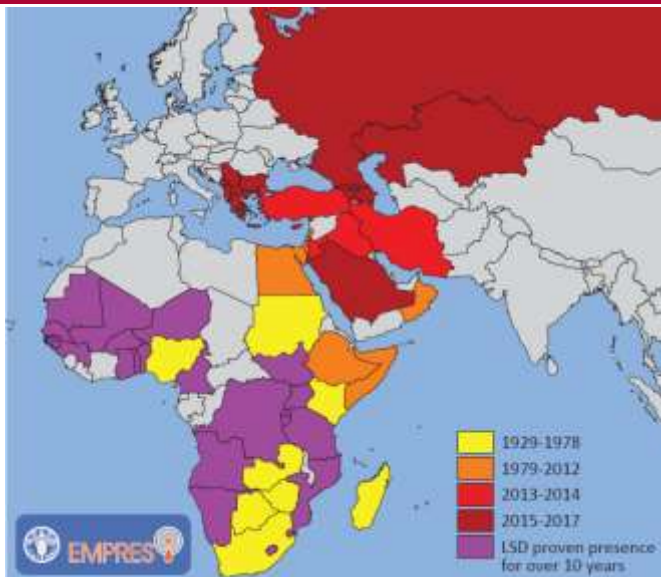 1929-1978
1979-2012
2013-2014
2015-2017
LSD proven presence
for over 10 years
EMPRES